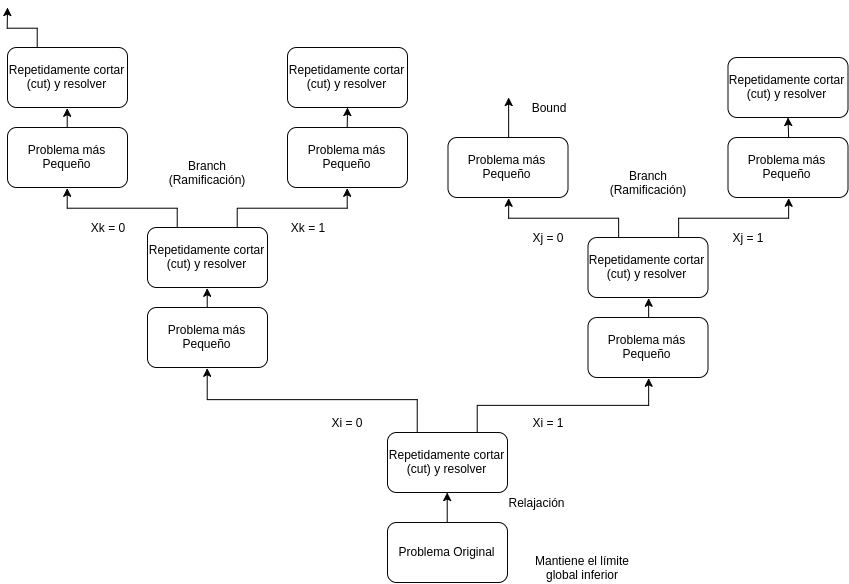 Repetidamente cortar
(cut) y resolver
Repetidamente cortar
(cut) y resolver
Repetidamente cortar
(cut) y resolver
Bound
Problema más
Pequeño
Problema más
Pequeño
Problema más
Pequeño
Problema más
Pequeño
Branch
(Ramificación)
Branch
(Ramificación)
Xk = 0
Xk = 1
Xj = 0
Xj = 1
Repetidamente cortar
(cut) y resolver
Repetidamente cortar
(cut) y resolver
Problema más
Pequeño
Problema más
Pequeño
Xi = 0
Xi = 1
Repetidamente cortar
(cut) y resolver
Relajación
Problema Original
Mantiene el límite
global inferior